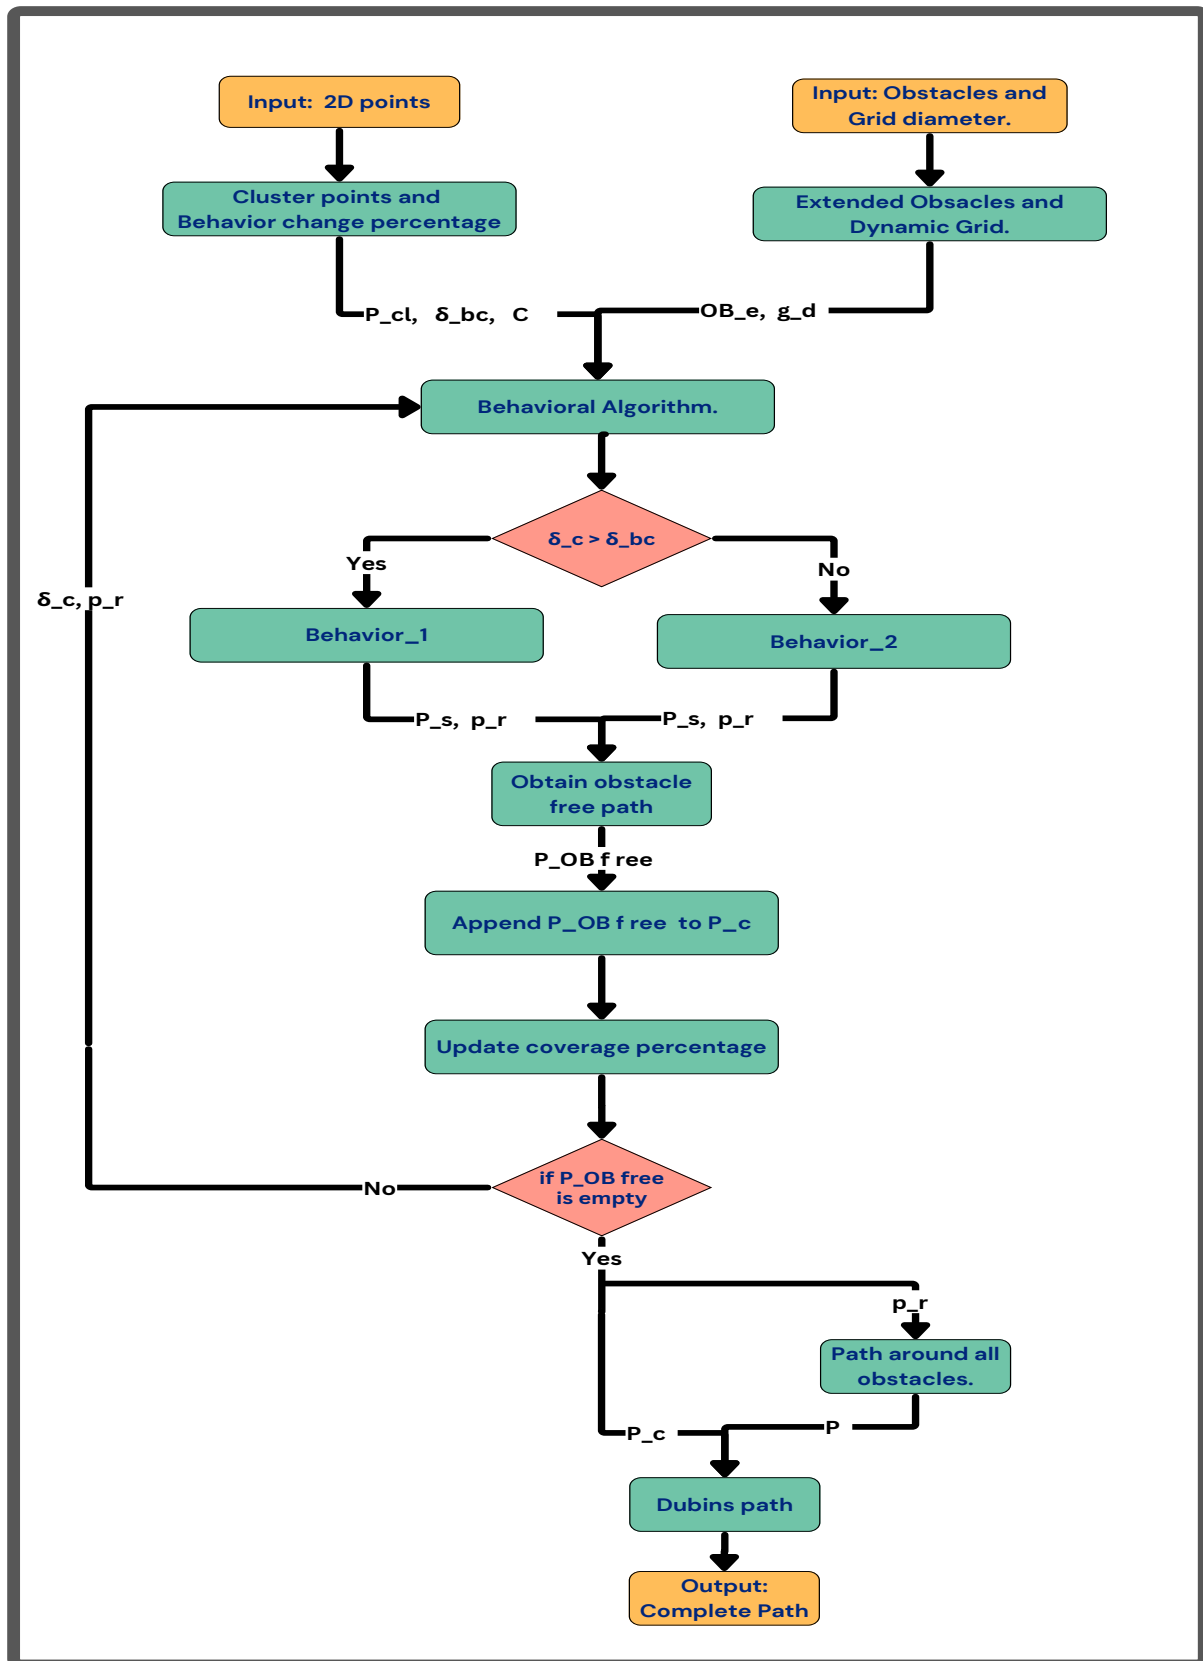 Input: 2D points
Input: Obstacles and
Grid diameter.
Cluster points and
Behavior change percentage
Extended Obsacles and
Dynamic Grid.
P_cl, δ_bc, C
OB_e, g_d
Behavioral Algorithm.
δ_c > δ_bc
Yes
No
δ_c, p_r
Behavior_1
Behavior_2
P_s, p_r
P_s, p_r
Obtain obstacle
free path
P_OB f ree
Append P_OB f ree to P_c
Update coverage percentage
if P_OB free
is empty
No
Yes
p_r
Path around all
obstacles.
P_c
P
Dubins path
Output:
Complete Path